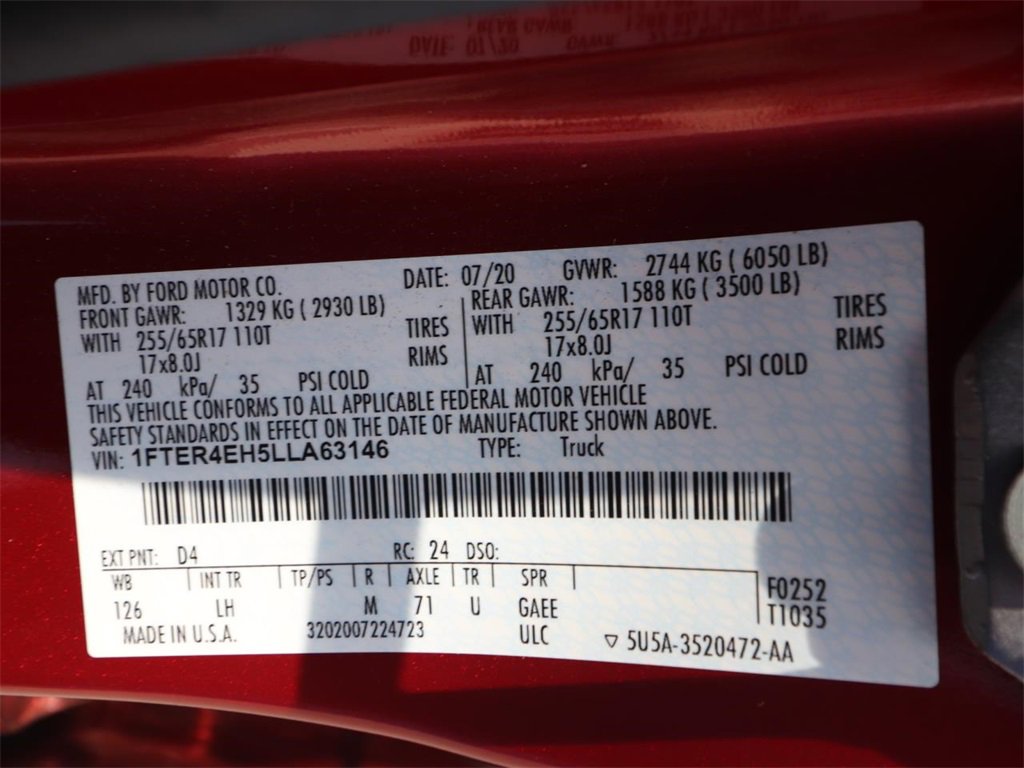 DATE: 07/20
MFD. BY FORD MOTOR CO. DATE: 07/20 GVWR: 2744 KG ( 6050 LB)
FRONT GAWR: 1329 KG ( 2930 LB) REAR GAWR: 1588 KG ( 3500 LB)
WITH 255/65R17 110T TIRES WITH 255/65R17 110T TIRES
17x8.0J RIMS 17x8.0J RIMS
AT 240 kPa/ 35 PSI COLD AT 240 kPa/ 35 PSI COLD
THIS VEHICLE CONFORMS TO ALL APPLICABLE FEDERAL MOTOR VEHICLE
SAFETY STANDARDS IN EFFECT ON THE DATE OF MANUFACTURE SHOWN ABOVE.
VIN: 1FTER4EH5LLA63146 TYPE: Truck
EXT PNT: D4 RC: 24 DSO:
WB INT TR TP/PS R AXLE TR SPR F0252
126 LH M 71 U GAEE T1035
MADE IN U.S.A. 3202007224723 ULC ▽ 5U5A-3520472-AA